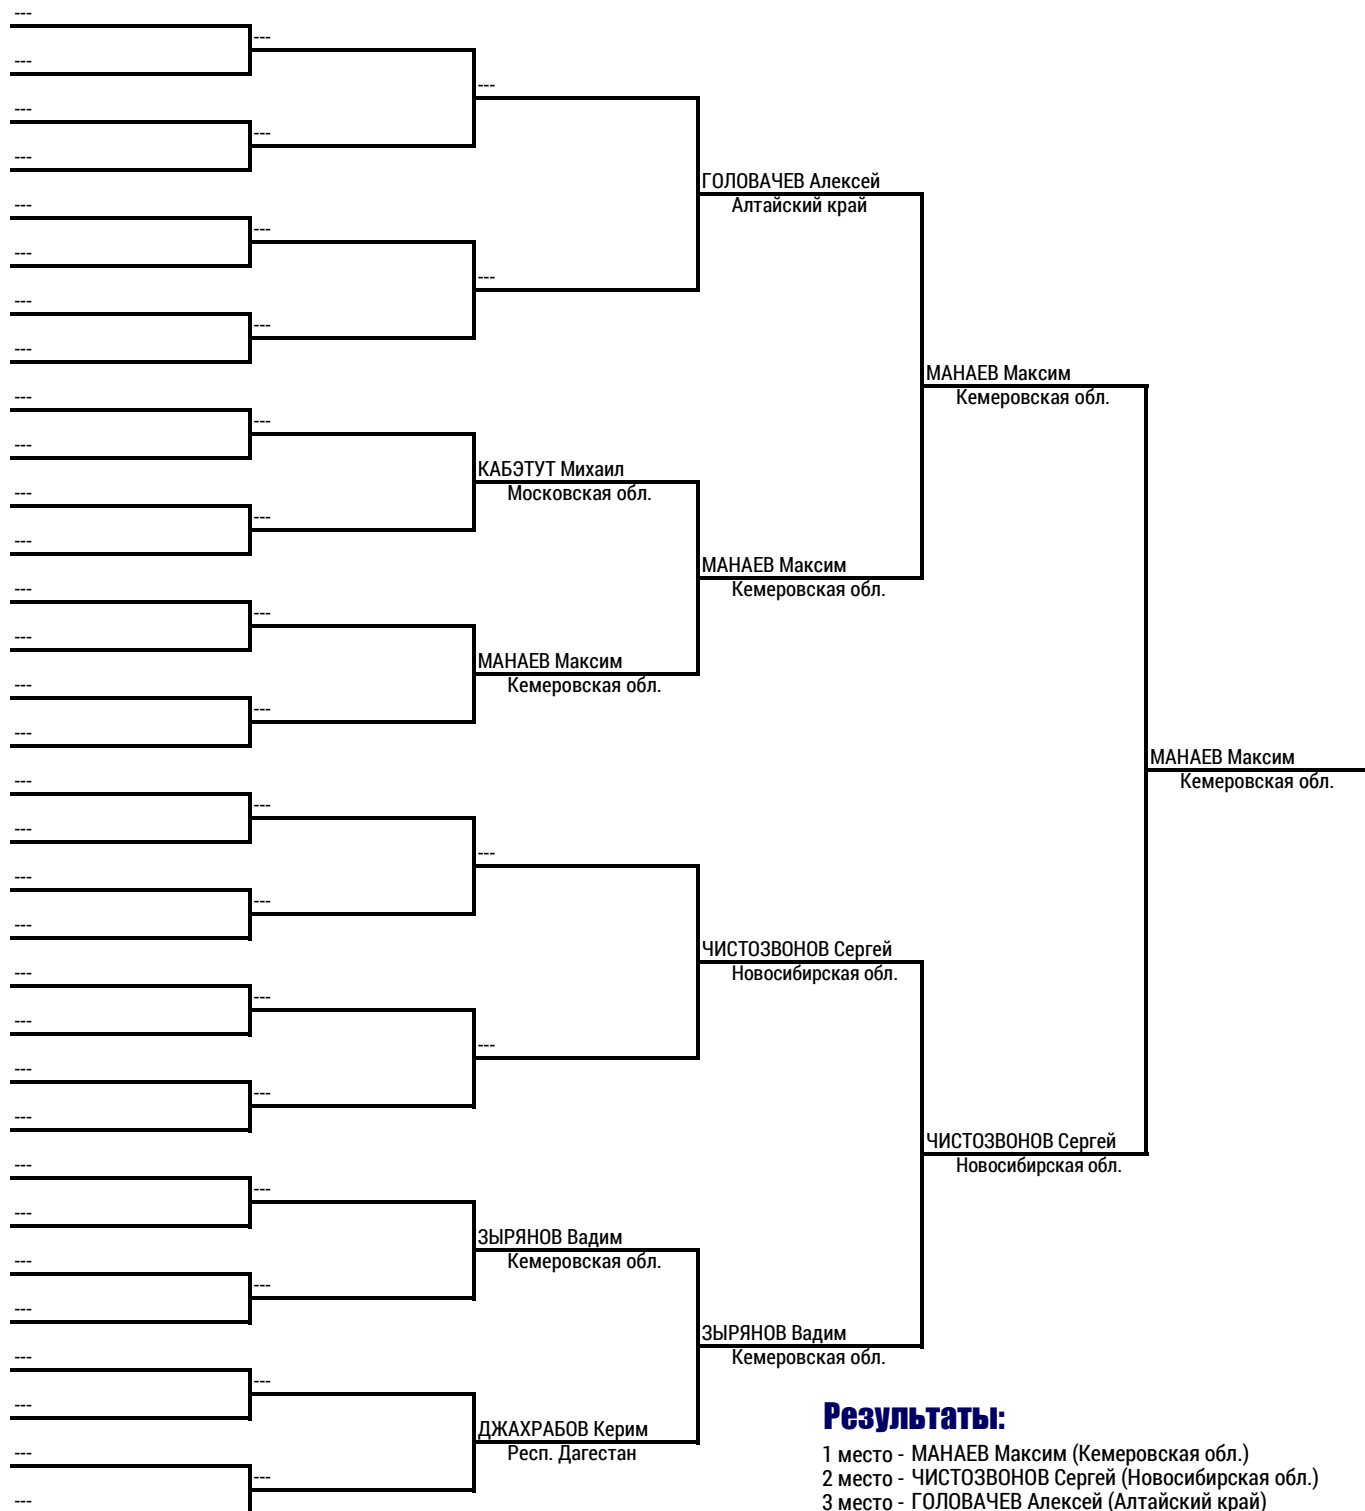 ---
---
---
---
---
---
---
ГОЛОВАЧЕВ Алексей
---
Алтайский край
---
---
---
---
---
---
МАНАЕВ Максим
---
Кемеровская обл.
---
---
КАБЭТУТ Михаил
---
Московская обл.
---
---
МАНАЕВ Максим
---
Кемеровская обл.
---
---
МАНАЕВ Максим
---
Кемеровская обл.
---
---
МАНАЕВ Максим
---
Кемеровская обл.
---
---
---
---
---
---
ЧИСТОЗВОНОВ Сергей
---
Новосибирская обл.
---
---
---
---
---
---
ЧИСТОЗВОНОВ Сергей
---
Новосибирская обл.
---
---
ЗЫРЯНОВ Вадим
---
Кемеровская обл.
---
---
ЗЫРЯНОВ Вадим
---
Кемеровская обл.
---
---
ДЖАХРАБОВ Керим
---
Респ. Дагестан
---
---
Результаты:
1 место - МАНАЕВ Максим (Кемеровская обл.)
2 место - ЧИСТОЗВОНОВ Сергей (Новосибирская обл.)
3 место - ГОЛОВАЧЕВ Алексей (Алтайский край)